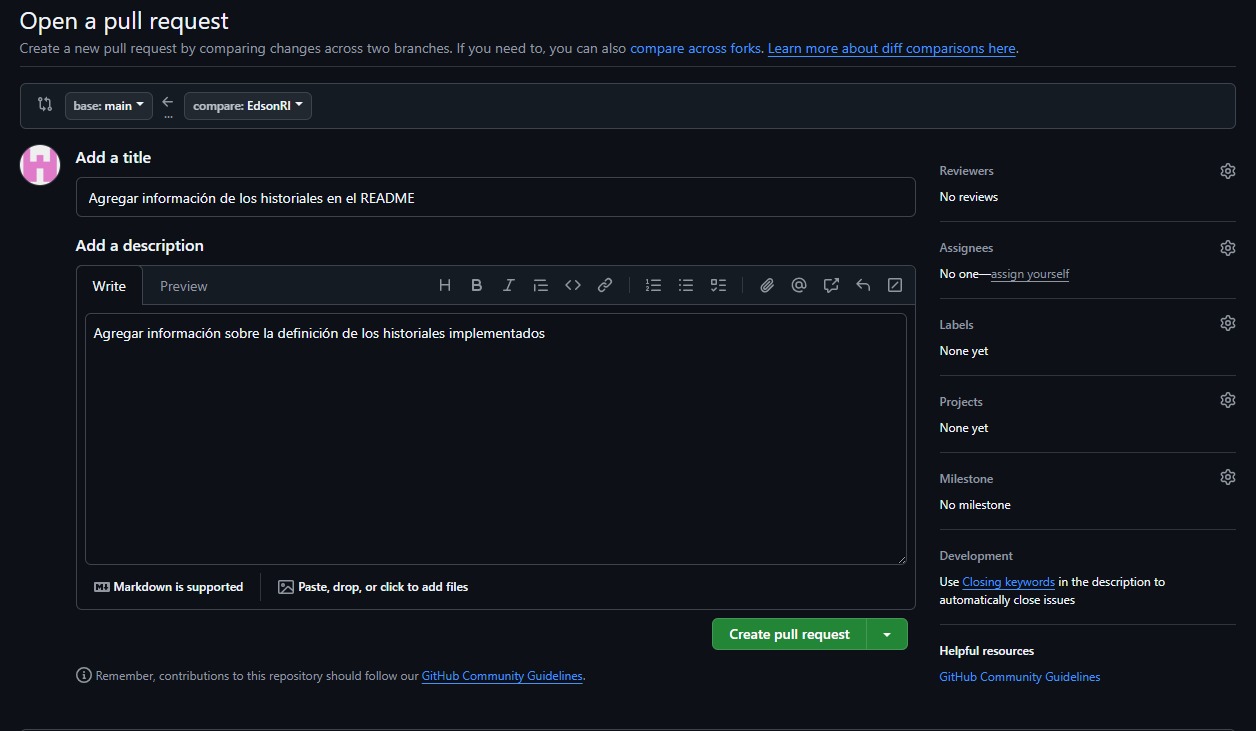 Open a pull request
Create a new pull request by comparing changes across two branches. If you need to, you can also compare across forks. Learn more about diff comparisons here.
base: main
...
compare: EdsonRI
Add a title
Agregar información de los historiales en el README
Add a description
Write
Preview
Agregar información sobre la definición de los historiales implementados
Markdown is supported
Paste, drop, or click to add files
Create pull request
Remember, contributions to this repository should follow our GitHub Community Guidelines.
Reviewers
No reviews
Assignees
No one—assign yourself
Labels
None yet
Projects
None yet
Milestone
No milestone
Development
Use Closing keywords in the description to
automatically close issues
Helpful resources
GitHub Community Guidelines